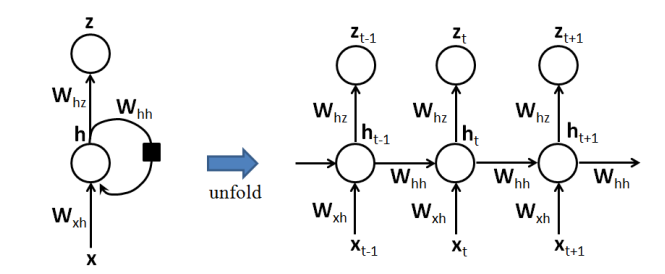 z
W_hz
W_hh
h
W_xh
x
unfold
z_t-1 z_t z_t+1
W_hz W_hz W_hz
h_t-1 h_t h_t+1
W_hh W_hh W_hh
W_xh W_xh W_xh
x_t-1 x_t x_t+1